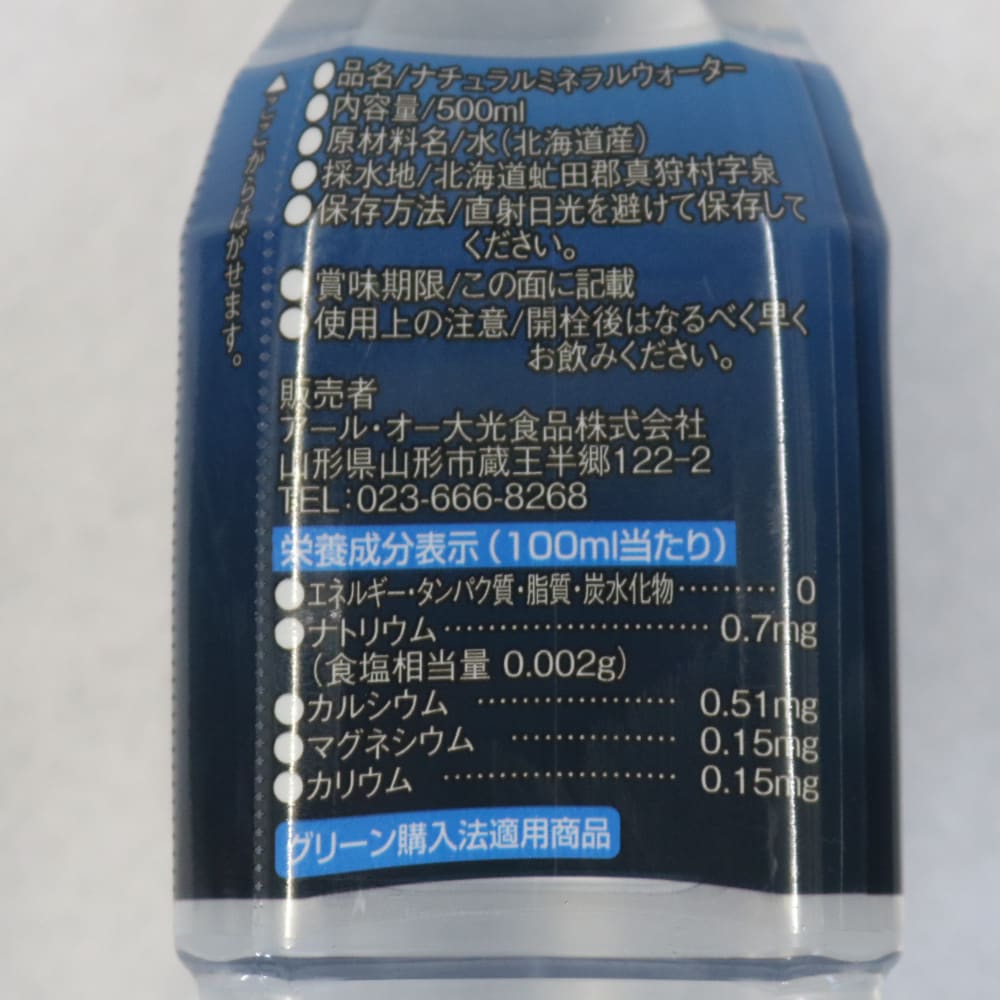 ▲ここからはがせます。
●品名/ナチュラルミネラルウォーター
●内容量/500ml
●原材料名/水(北海道産)
●採水地/北海道虻田郡真狩村字泉
●保存方法/直射日光を避けて保存して
ください。
●賞味期限/この面に記載
●使用上の注意/開栓後はなるべく早く
お飲みください。
販売者
アール・オー大光食品株式会社
山形県山形市蔵王半郷122-2
TEL:023-666-8268
栄養成分表示(100ml当たり)
●エネルギー・タンパク質・脂質・炭水化物……… 0
●ナトリウム…………………… 0.7mg
(食塩相当量 0.002g)
●カルシウム ……………… 0.51mg
●マグネシウム …………… 0.15mg
●カリウム ………………… 0.15mg
グリーン購入法適用商品